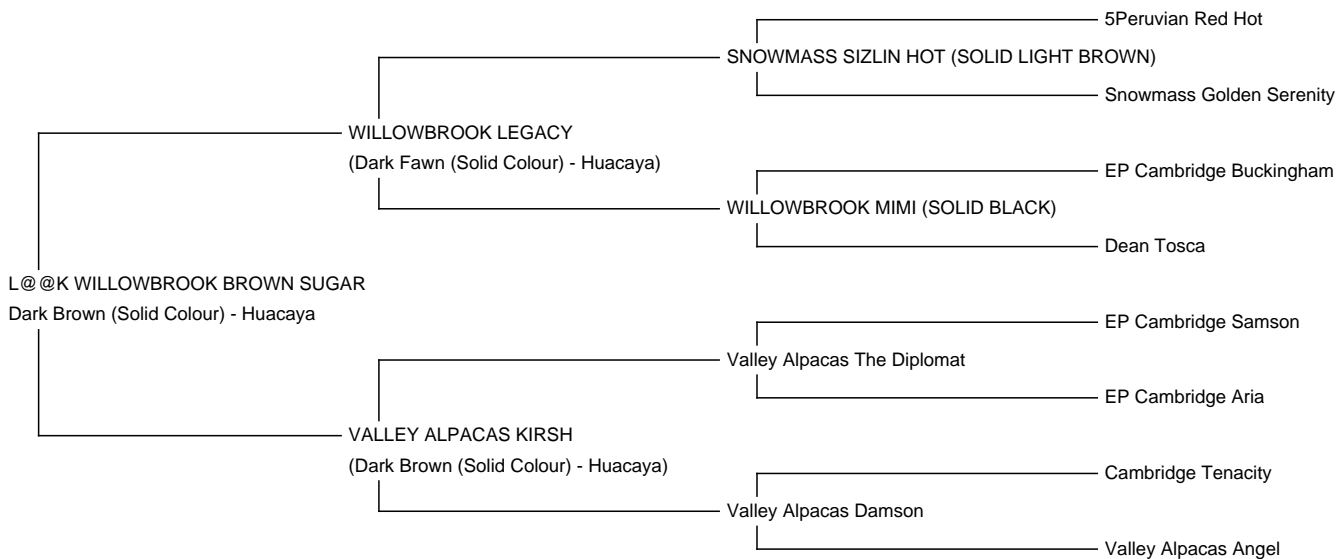 5Peruvian Red Hot
SNOWMASS SIZLIN HOT (SOLID LIGHT BROWN)
Snowmass Golden Serenity
WILLOWBROOK LEGACY
(Dark Fawn (Solid Colour) - Huacaya)
EP Cambridge Buckingham
WILLOWBROOK MIMI (SOLID BLACK)
Dean Tosca
L@@K WILLOWBROOK BROWN SUGAR
Dark Brown (Solid Colour) - Huacaya
EP Cambridge Samson
Valley Alpacas The Diplomat
EP Cambridge Aria
VALLEY ALPACAS KIRSH
(Dark Brown (Solid Colour) - Huacaya)
Cambridge Tenacity
Valley Alpacas Damson
Valley Alpacas Angel